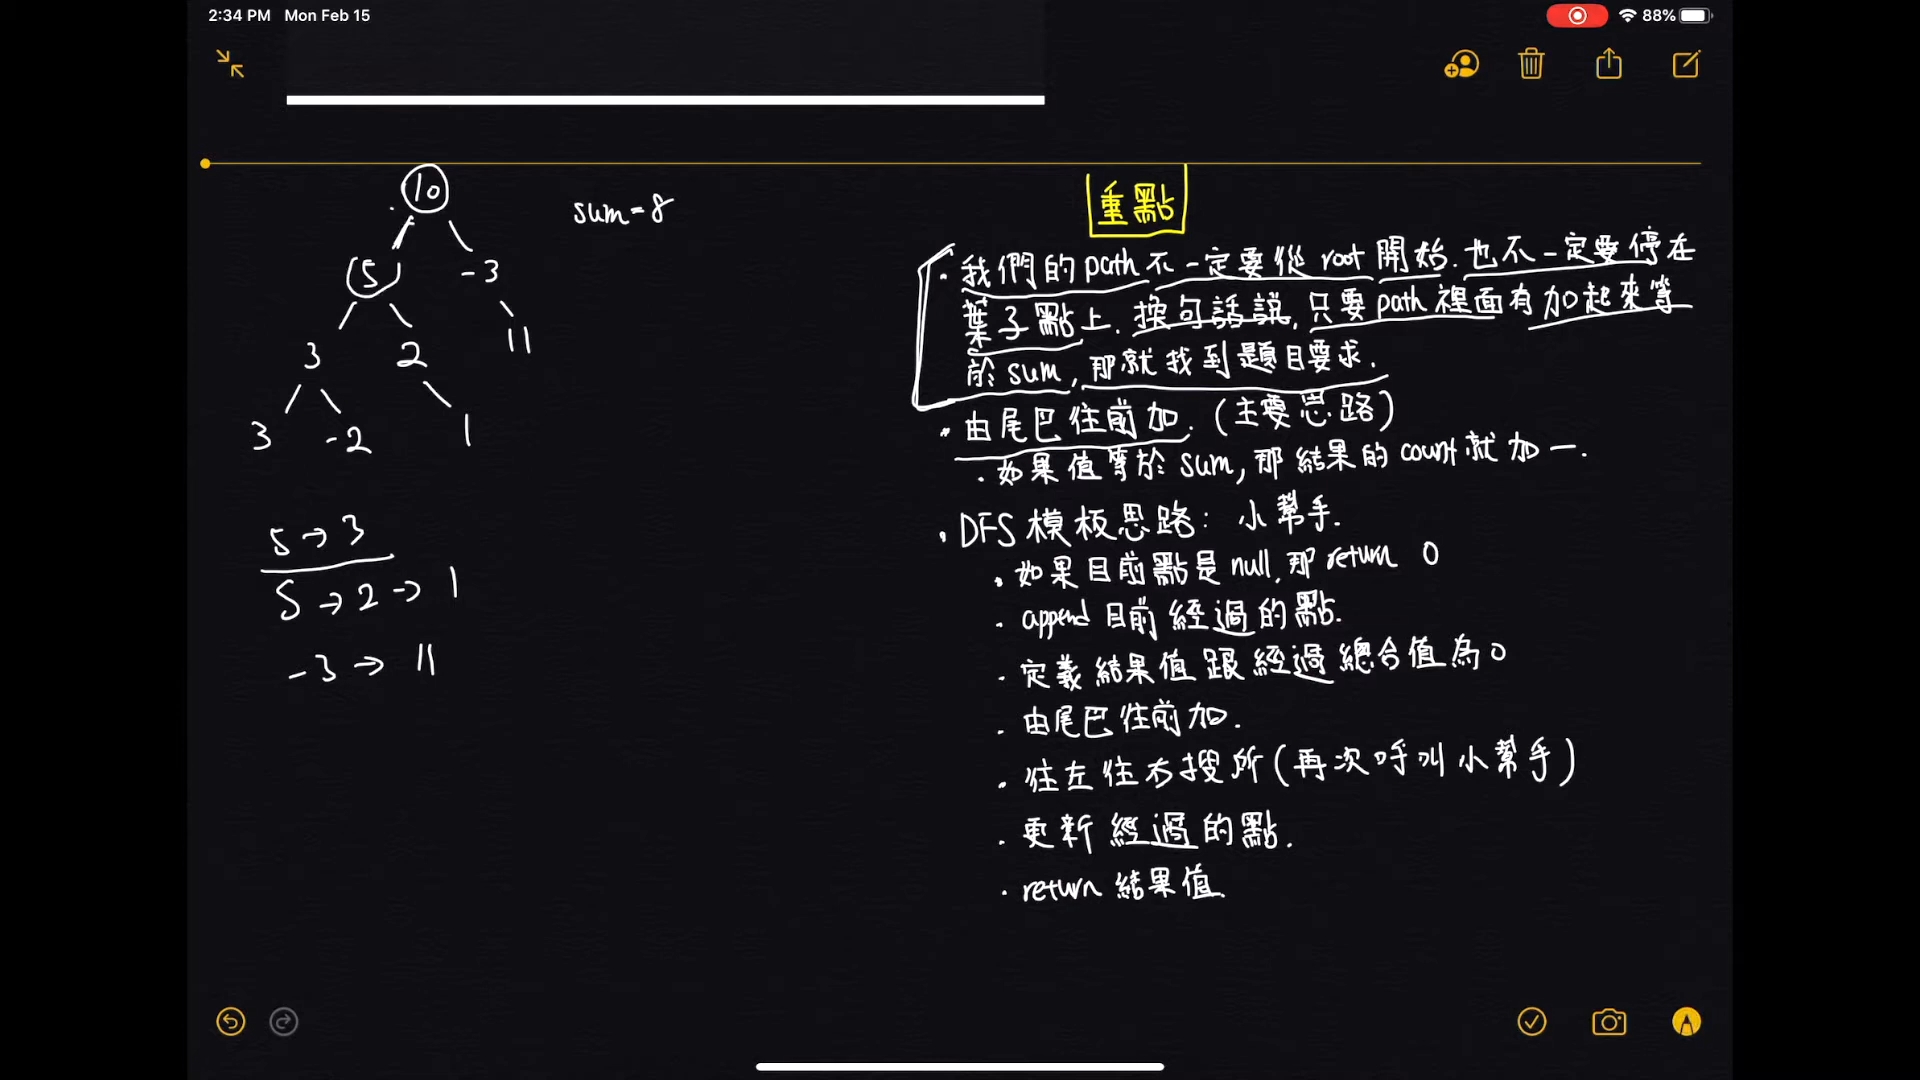 2:34 PM Mon Feb 15
88%
10
sum=8
5 -3
3 2 11
3 -2 1
5→3
5→2→1
-3→11
重點
・我們的path不一定要從root開始.也不一定要停在
葉子點上.換句話說,只要path裡面有加起來等
於sum,那就找到題目要求.
・由尾巴往前加.(主要思路)
・如果值等於sum,那結果的count就加一.
・DFS模板思路:小幫手.
・如果目前點是null,那return 0
・append目前經過的點.
・定義結果值跟經過總合值為0
・由尾巴往前加.
・往左往右搜所(再次呼叫小幫手)
・更新經過的點.
・return結果值.